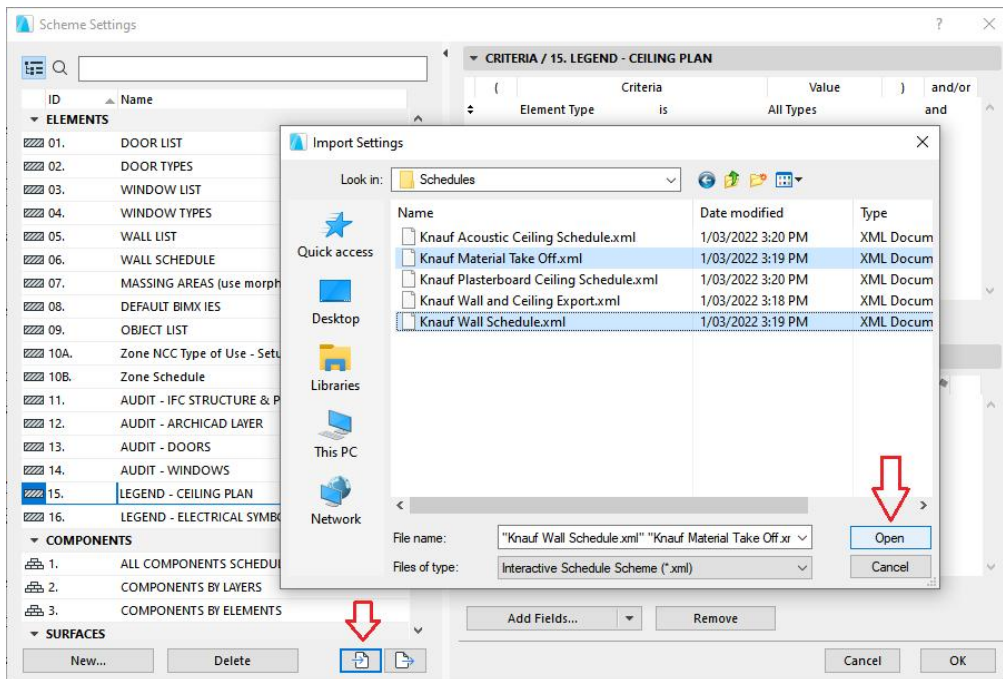 Scheme Settings
?
ID Name
ELEMENTS
01. DOOR LIST
02. DOOR TYPES
03. WINDOW LIST
04. WINDOW TYPES
05. WALL LIST
06. WALL SCHEDULE
07. MASSING AREAS (use morph
08. DEFAULT BIMX IES
09. OBJECT LIST
10A. Zone NCC Type of Use - Setu
10B. Zone Schedule
11. AUDIT - IFC STRUCTURE & P
12. AUDIT - ARCHICAD LAYER
13. AUDIT - DOORS
14. AUDIT - WINDOWS
15. LEGEND - CEILING PLAN
16. LEGEND - ELECTRICAL SYMBO
COMPONENTS
1. ALL COMPONENTS SCHEDUL
2. COMPONENTS BY LAYERS
3. COMPONENTS BY ELEMENTS
SURFACES
New... Delete
CRITERIA / 15. LEGEND - CEILING PLAN
( Criteria Value ) and/or
Element Type is All Types and
Import Settings
Look in: Schedules
Quick access
Desktop
Libraries
This PC
Network
Name Date modified Type
Knauf Acoustic Ceiling Schedule.xml 1/03/2022 3:20 PM XML Docum
Knauf Material Take Off.xml 1/03/2022 3:19 PM XML Docum
Knauf Plasterboard Ceiling Schedule.xml 1/03/2022 3:20 PM XML Docum
Knauf Wall and Ceiling Export.xml 1/03/2022 3:18 PM XML Docum
Knauf Wall Schedule.xml 1/03/2022 3:19 PM XML Docum
File name: "Knauf Wall Schedule.xml" "Knauf Material Take Off.xr Open
Files of type: Interactive Schedule Scheme (*.xml) Cancel
Add Fields... Remove
Cancel OK